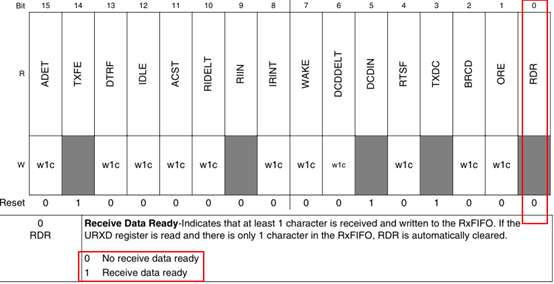 Bit 15 14 13 12 11 10 9 8 7 6 5 4 3 2 1 0
R ADET TXFE DTRF IDLE ACST RIDELT RIIN IRINT WAKE DCDDELT DCDIN RTSF TXDC BRCD ORE RDR
W w1c w1c w1c w1c w1c w1c w1c w1c w1c w1c w1c
Reset 0 1 0 0 0 0 0 0 0 0 1 0 1 0 0 0
0 Receive Data Ready-Indicates that at least 1 character is received and written to the RxFIFO. If the
RDR URXD register is read and there is only 1 character in the RxFIFO, RDR is automatically cleared.
0 No receive data ready
1 Receive data ready